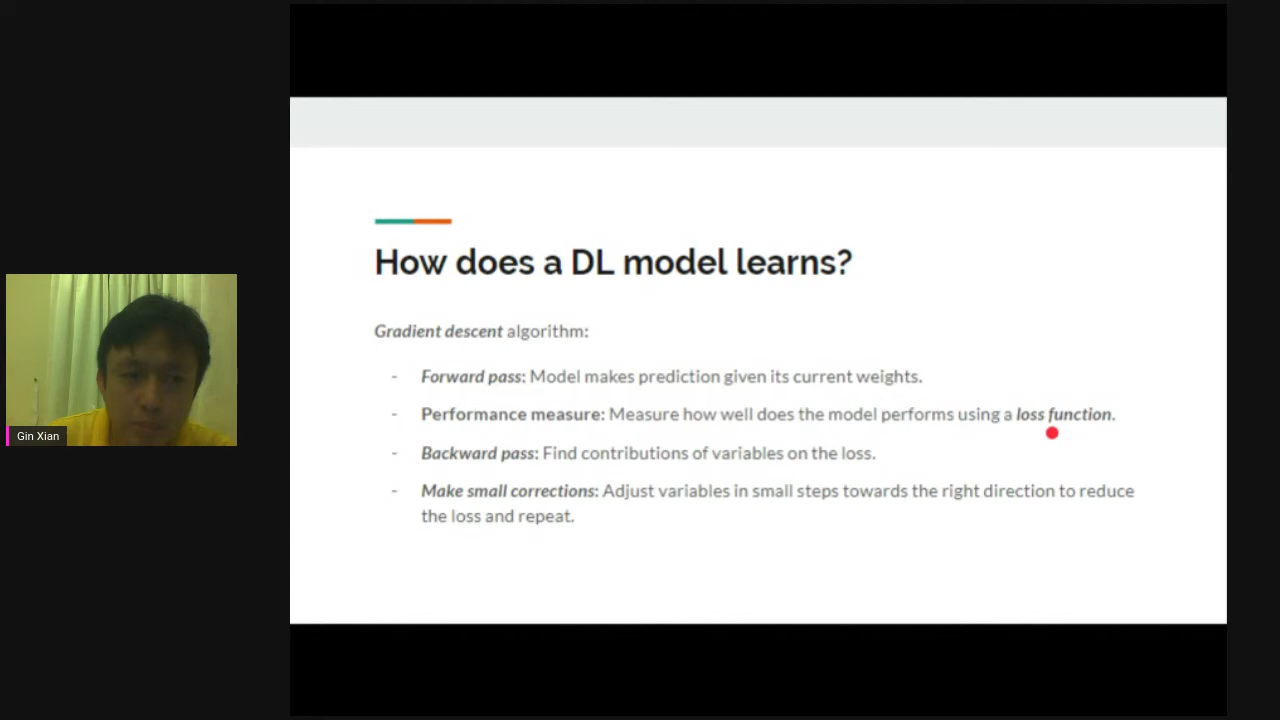 How does a DL model learns?
Gradient descent algorithm:
- Forward pass: Model makes prediction given its current weights.
- Performance measure: Measure how well does the model performs using a loss function.
- Backward pass: Find contributions of variables on the loss.
- Make small corrections: Adjust variables in small steps towards the right direction to reduce
the loss and repeat.
Gin Xian